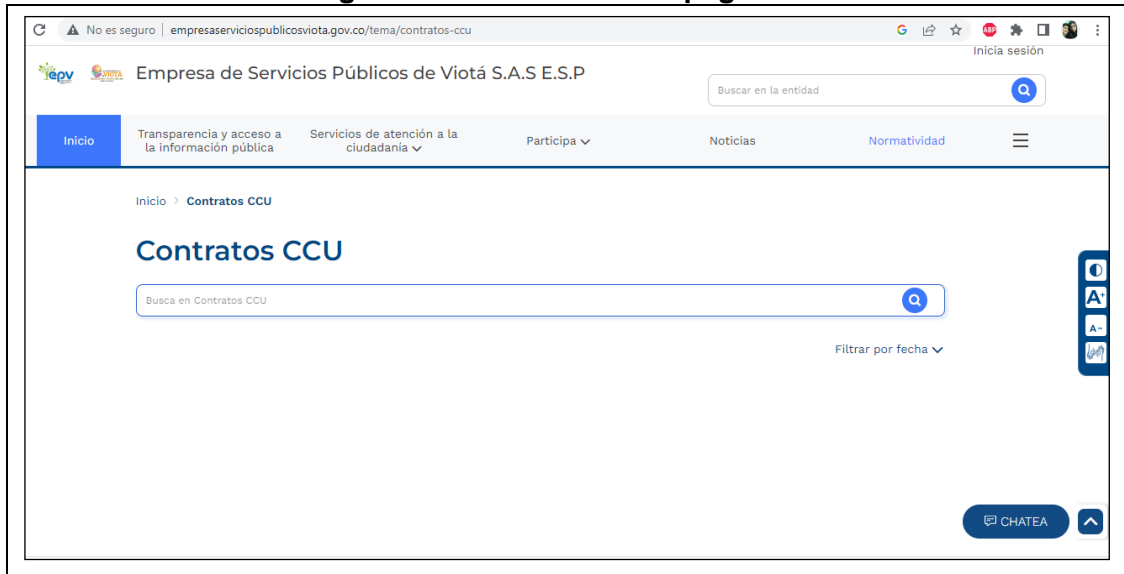 No es seguro empresaserviciospublicosviota.gov.co/tema/contratos-ccu
Inicia sesión
epv VIOTÁ Empresa de Servicios Públicos de Viotá S.A.S E.S.P
Buscar en la entidad
Inicio
Transparencia y acceso a
la información pública
Servicios de atención a la
ciudadanía
Participa
Noticias
Normatividad
Inicio > Contratos CCU
Contratos CCU
Busca en Contratos CCU
Filtrar por fecha
A+
A-
CHATEA